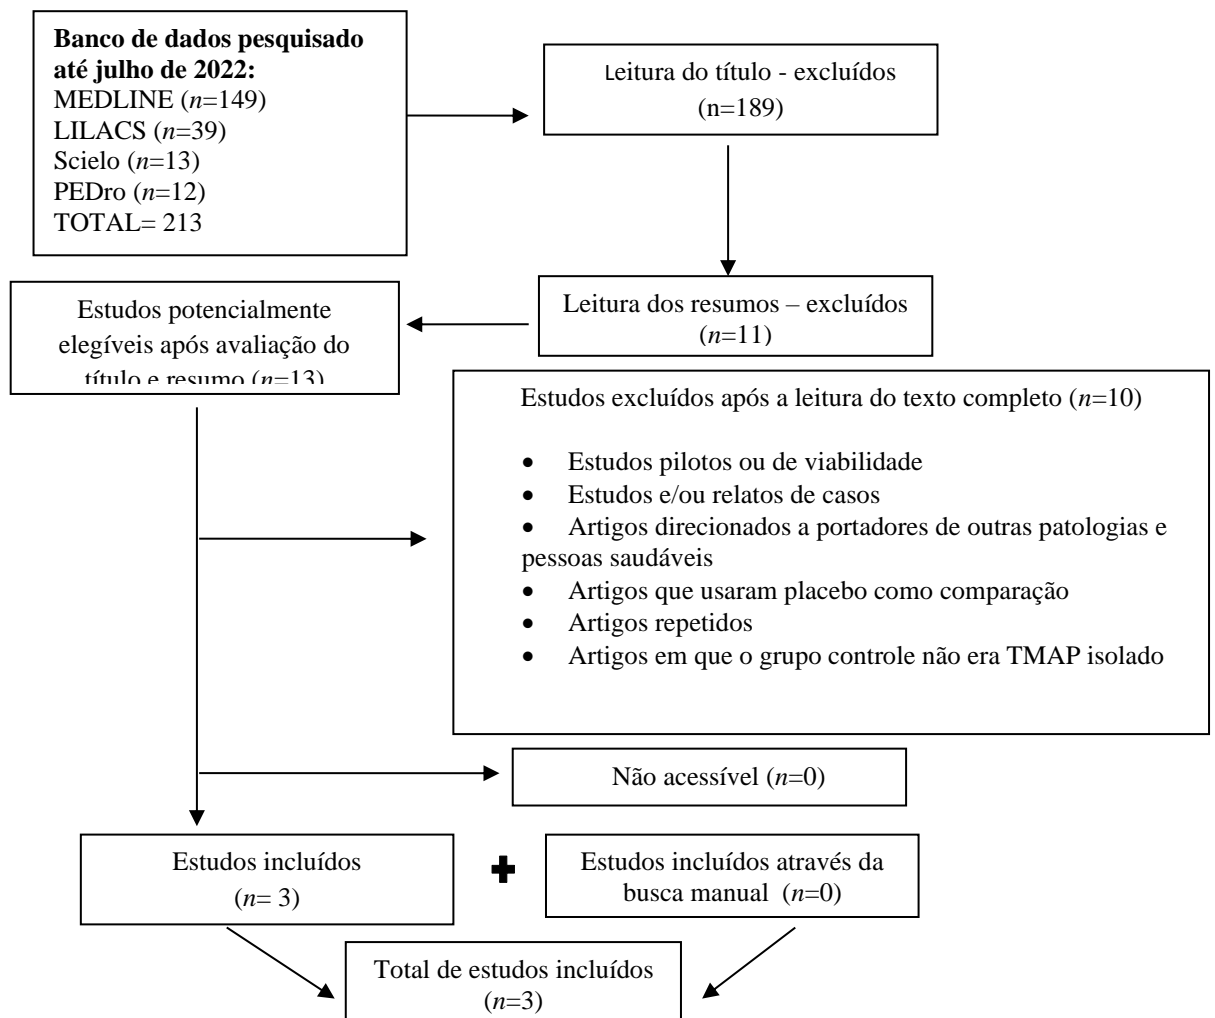 Banco de dados pesquisado
até julho de 2022:
MEDLINE (n=149)
LILACS (n=39)
Scielo (n=13)
PEDro (n=12)
TOTAL= 213
Leitura do título - excluídos
(n=189)
Leitura dos resumos – excluídos
(n=11)
Estudos potencialmente
elegíveis após avaliação do
título e resumo (n=13)
Estudos excluídos após a leitura do texto completo (n=10)
• Estudos pilotos ou de viabilidade
• Estudos e/ou relatos de casos
• Artigos direcionados a portadores de outras patologias e
pessoas saudáveis
• Artigos que usaram placebo como comparação
• Artigos repetidos
• Artigos em que o grupo controle não era TMAP isolado
Não acessível (n=0)
Estudos incluídos
(n= 3)
Estudos incluídos através da
busca manual (n=0)
Total de estudos incluídos
(n=3)